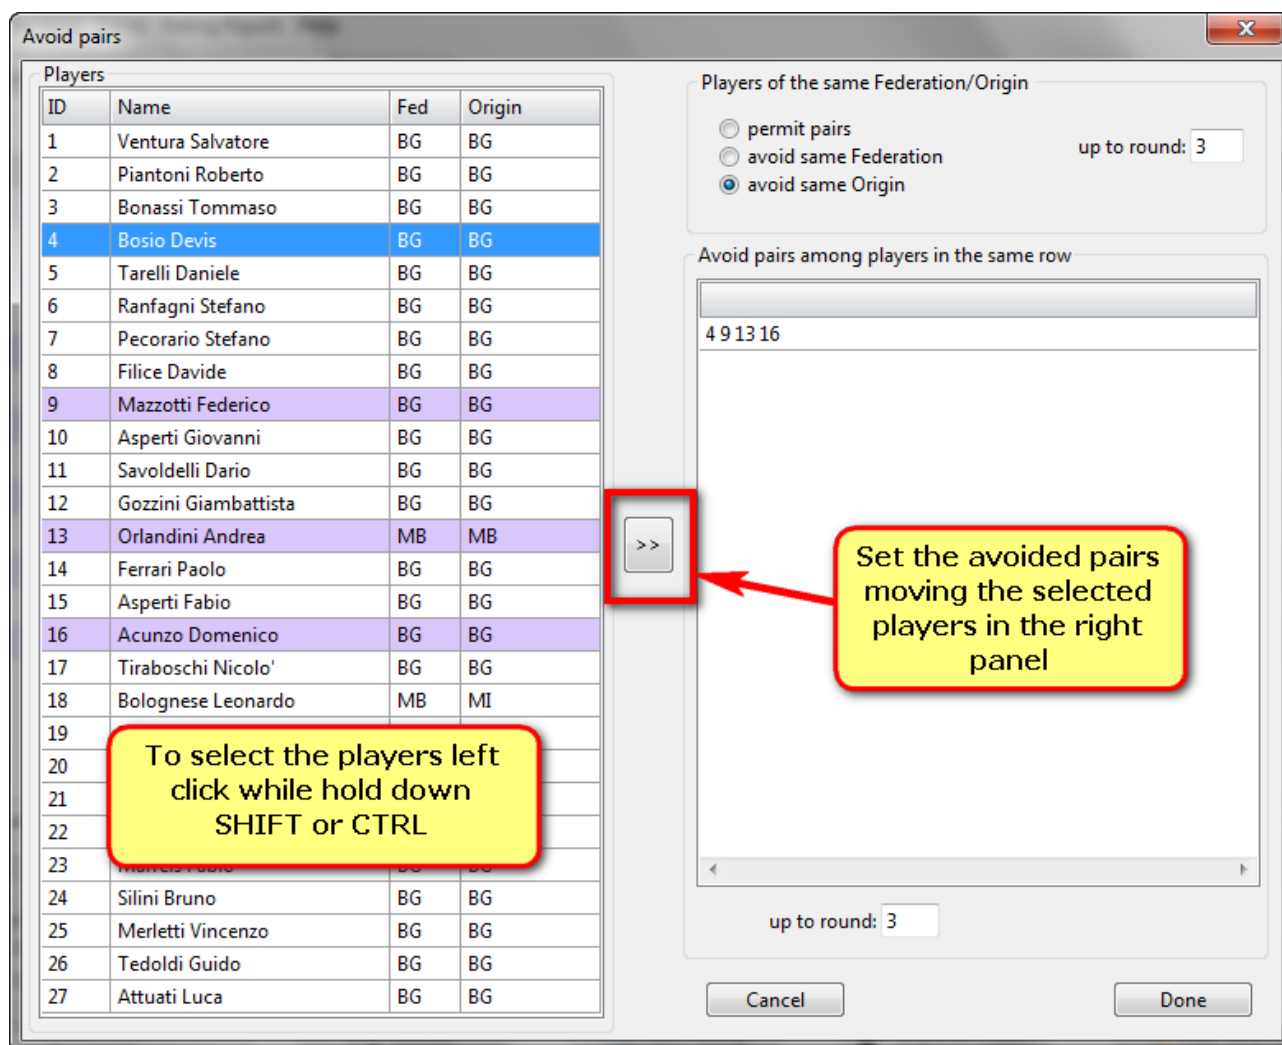 Avoid pairs
Players
ID Name Fed Origin
1 Ventura Salvatore BG BG
2 Piantoni Roberto BG BG
3 Bonassi Tommaso BG BG
4 Bosio Devis BG BG
5 Tarelli Daniele BG BG
6 Ranfagni Stefano BG BG
7 Pecorario Stefano BG BG
8 Filice Davide BG BG
9 Mazzotti Federico BG BG
10 Asperti Giovanni BG BG
11 Savoldelli Dario BG BG
12 Gozzini Giambattista BG BG
13 Orlandini Andrea MB MB
14 Ferrari Paolo BG BG
15 Asperti Fabio BG BG
16 Acunzo Domenico BG BG
17 Tiraboschi Nicolo' BG BG
18 Bolognese Leonardo MB MI
19
20
21
22
23
24 Silini Bruno BG BG
25 Merletti Vincenzo BG BG
26 Tedoldi Guido BG BG
27 Attuati Luca BG BG
To select the players left
click while hold down
SHIFT or CTRL
>>
Players of the same Federation/Origin
permit pairs
avoid same Federation
avoid same Origin
up to round: 3
Avoid pairs among players in the same row
4 9 13 16
Set the avoided pairs
moving the selected
players in the right
panel
up to round: 3
Cancel
Done